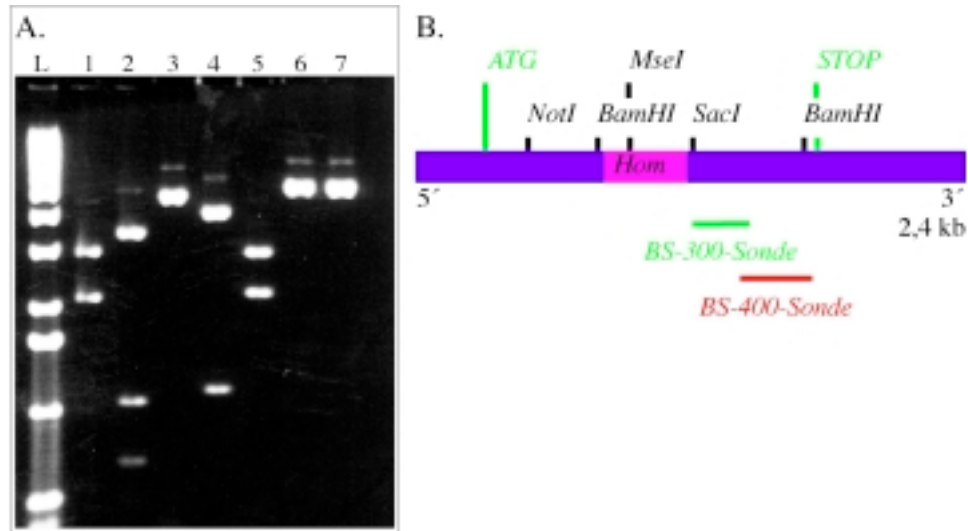 A.
L 1 2 3 4 5 6 7
B.
ATG MseI STOP
NotI BamHI SacI BamHI
Hom
5´ 3´
2,4 kb
BS-300-Sonde
BS-400-Sonde